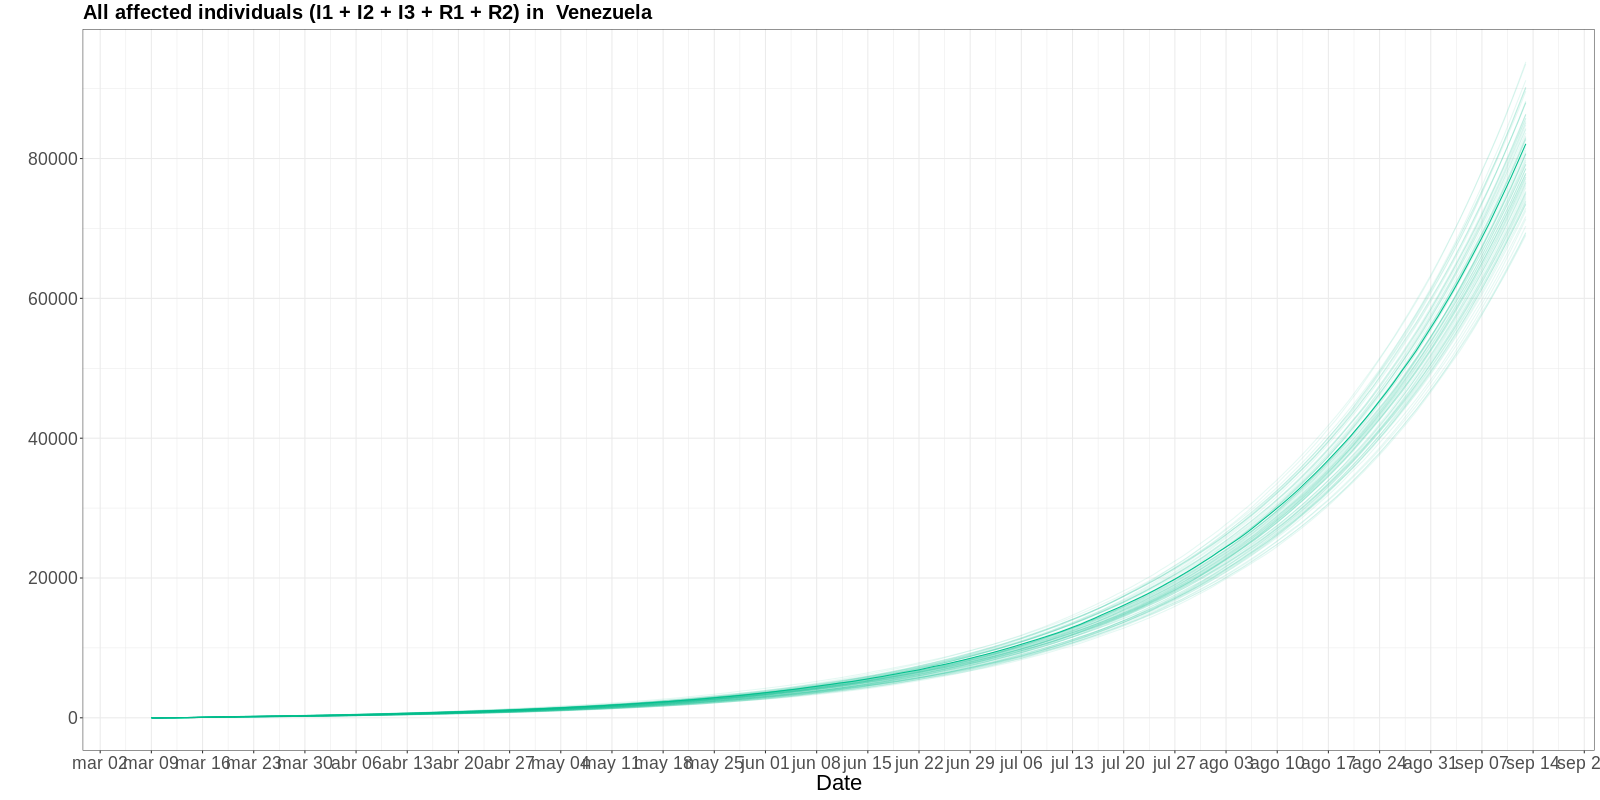 All affected individuals (I1 + I2 + I3 + R1 + R2) in  Venezuela
80000
60000
40000
20000
0
mar 02 mar 09 mar 16 mar 23 mar 30 abr 06 abr 13 abr 20 abr 27 may 04 may 11 may 18 may 25 jun 01 jun 08 jun 15 jun 22 jun 29 jul 06 jul 13 jul 20 jul 27 ago 03 ago 10 ago 17 ago 24 ago 31 sep 07 sep 14 sep 2
Date